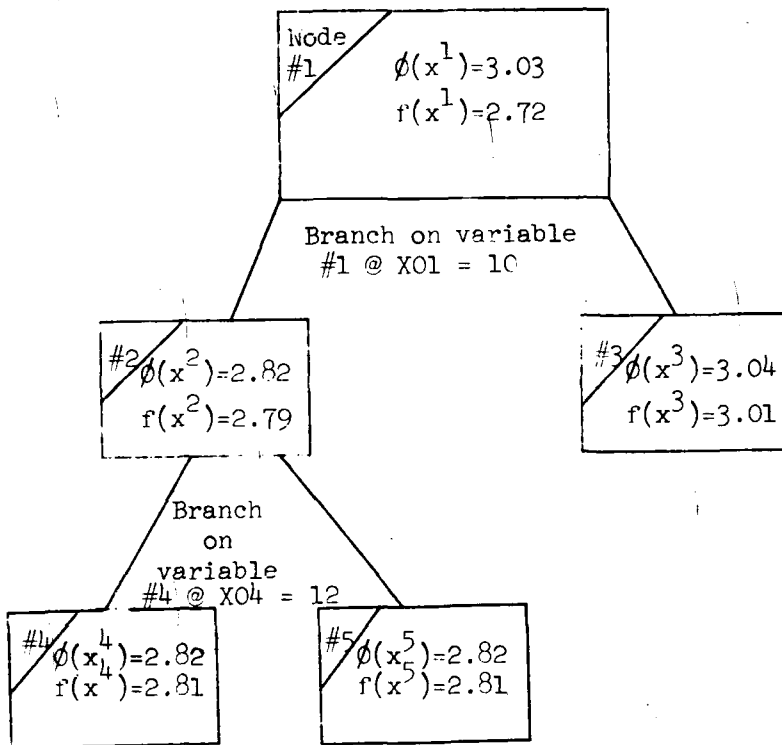 Node
#1
ϕ(x¹)=3.03
f(x¹)=2.72
Branch on variable
#1 @ X01 = 10
#2
ϕ(x²)=2.82
f(x²)=2.79
#3
ϕ(x³)=3.04
f(x³)=3.01
Branch
on
variable
#4 @ X04 = 12
#4
ϕ(x⁴)=2.82
f(x⁴)=2.81
#5
ϕ(x⁵)=2.82
f(x⁵)=2.81